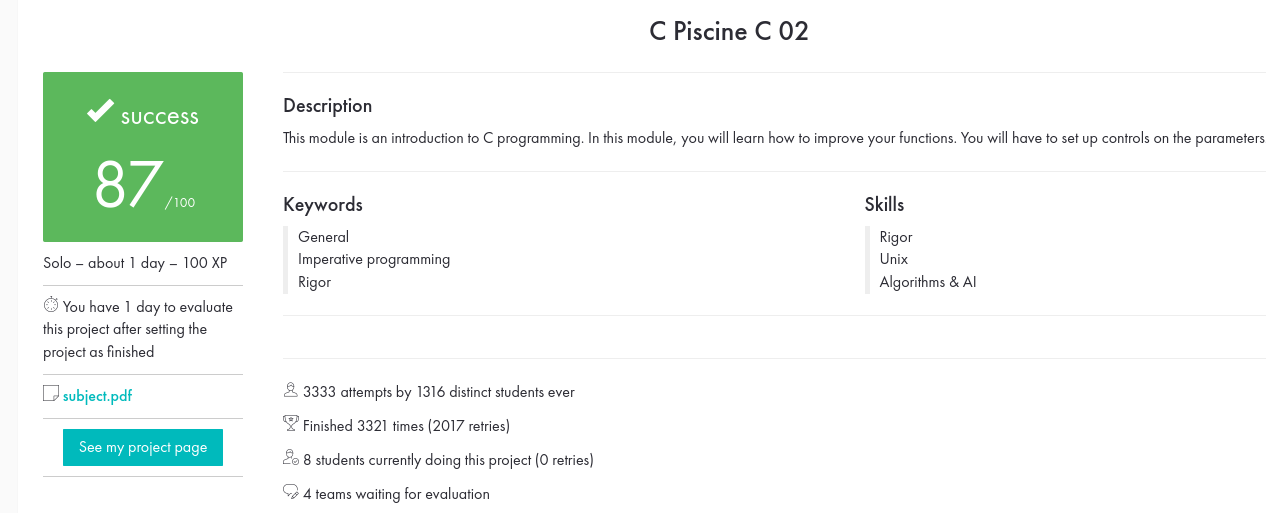 C Piscine C 02
success
87 /100
Solo – about 1 day – 100 XP
You have 1 day to evaluate
this project after setting the
project as finished
subject.pdf
See my project page
Description
This module is an introduction to C programming. In this module, you will learn how to improve your functions. You will have to set up controls on the parameters
Keywords
General
Imperative programming
Rigor
Skills
Rigor
Unix
Algorithms & AI
3333 attempts by 1316 distinct students ever
Finished 3321 times (2017 retries)
8 students currently doing this project (0 retries)
4 teams waiting for evaluation